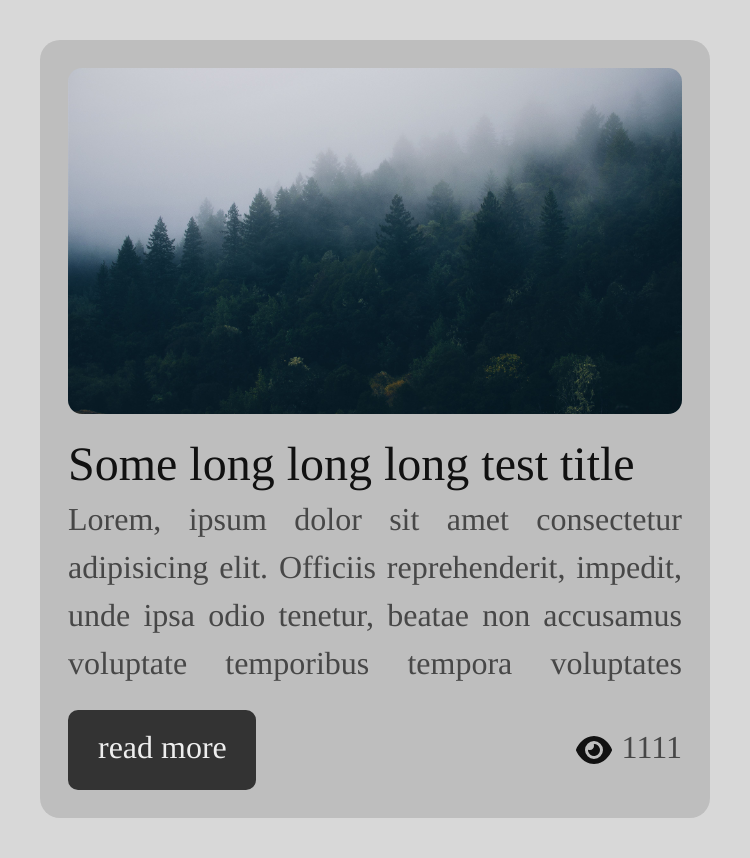 Some long long long test title
Lorem, ipsum dolor sit amet consectetur
adipisicing elit. Officiis reprehenderit, impedit,
unde ipsa odio tenetur, beatae non accusamus
voluptate temporibus tempora voluptates
read more
1111